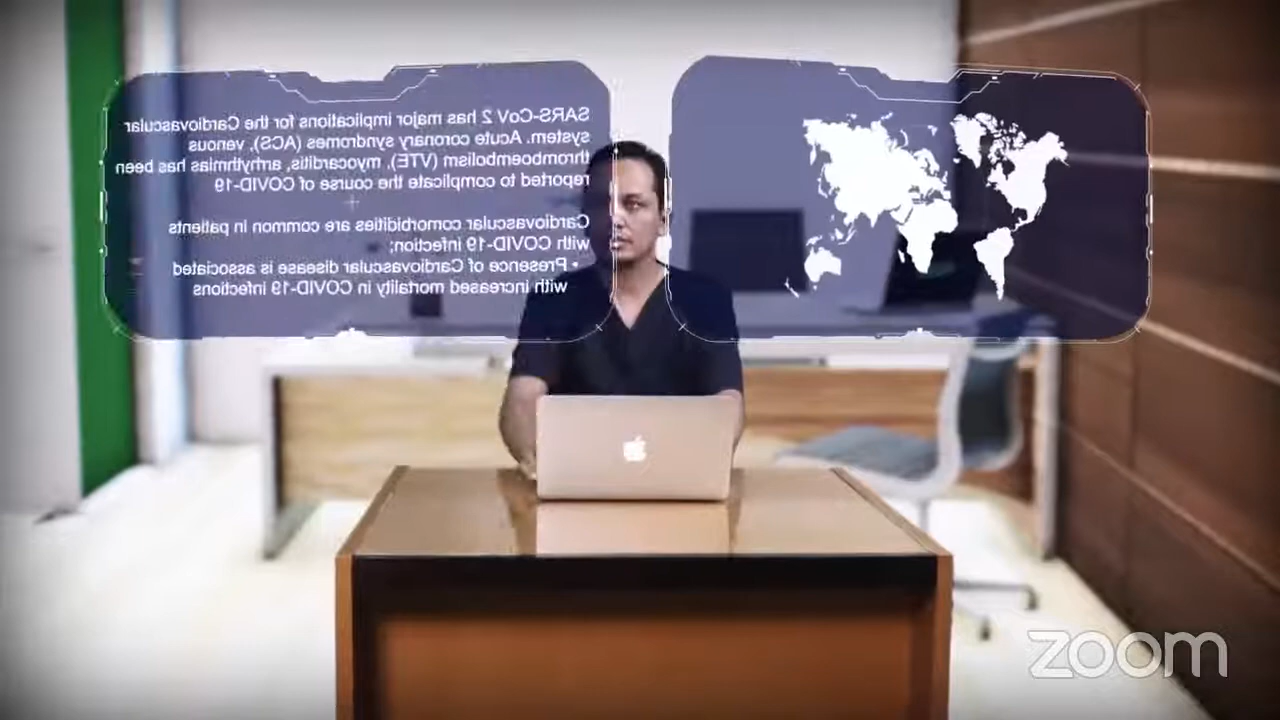 SARS-CoV 2 has major implications for the Cardiovascular
system. Acute coronary syndromes (ACS), venous
thromboembolism (VTE), myocarditis, arrhythmias has been
reported to complicate the course of COVID-19
Cardiovascular comorbidities are common in patients
with COVID-19 infection;
• Presence of Cardiovascular disease is associated
with increased mortality in COVID-19 infections
zoom